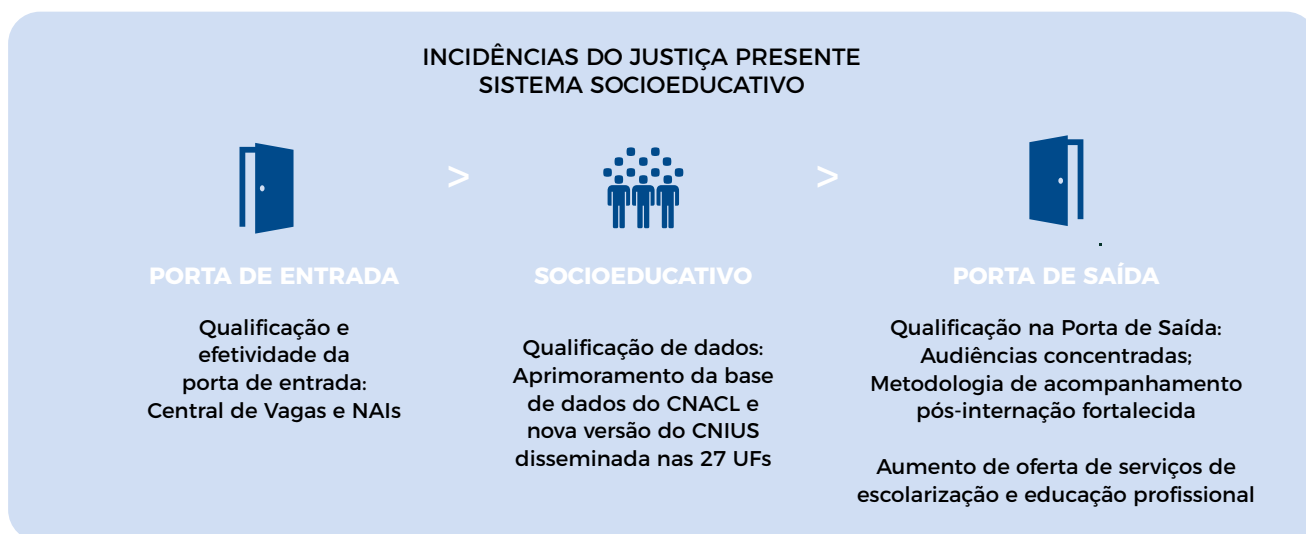 INCIDÊNCIAS DO JUSTIÇA PRESENTE
SISTEMA SOCIOEDUCATIVO
>
>
PORTA DE ENTRADA
Qualificação e
efetividade da
porta de entrada:
Central de Vagas e NAIs
SOCIOEDUCATIVO
Qualificação de dados:
Aprimoramento da base
de dados do CNACL e
nova versão do CNIUS
disseminada nas 27 UFs
PORTA DE SAÍDA
Qualificação na Porta de Saída:
Audiências concentradas;
Metodologia de acompanhamento
pós-internação fortalecida
Aumento de oferta de serviços de
escolarização e educação profissional